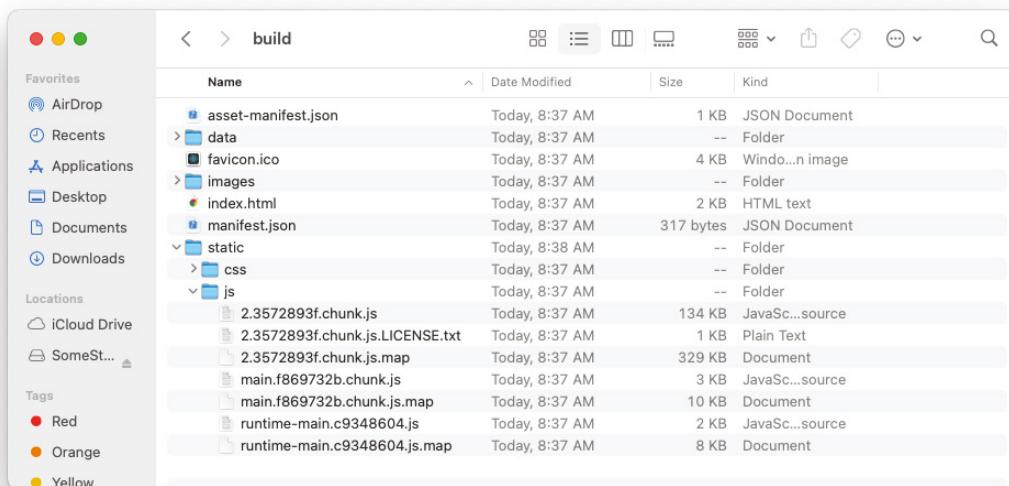 build
Favorites
AirDrop
Recents
Applications
Desktop
Documents
Downloads
Locations
iCloud Drive
SomeSt...
Tags
Red
Orange
Yellow
Name Date Modified Size Kind
asset-manifest.json Today, 8:37 AM 1 KB JSON Document
data Today, 8:37 AM -- Folder
favicon.ico Today, 8:37 AM 4 KB Windo...n image
images Today, 8:37 AM -- Folder
index.html Today, 8:37 AM 2 KB HTML text
manifest.json Today, 8:37 AM 317 bytes JSON Document
static Today, 8:38 AM -- Folder
css Today, 8:37 AM -- Folder
js Today, 8:37 AM -- Folder
2.3572893f.chunk.js Today, 8:37 AM 134 KB JavaSc...source
2.3572893f.chunk.js.LICENSE.txt Today, 8:37 AM 1 KB Plain Text
2.3572893f.chunk.js.map Today, 8:37 AM 329 KB Document
main.f869732b.chunk.js Today, 8:37 AM 3 KB JavaSc...source
main.f869732b.chunk.js.map Today, 8:37 AM 10 KB Document
runtime-main.c9348604.js Today, 8:37 AM 2 KB JavaSc...source
runtime-main.c9348604.js.map Today, 8:37 AM 8 KB Document